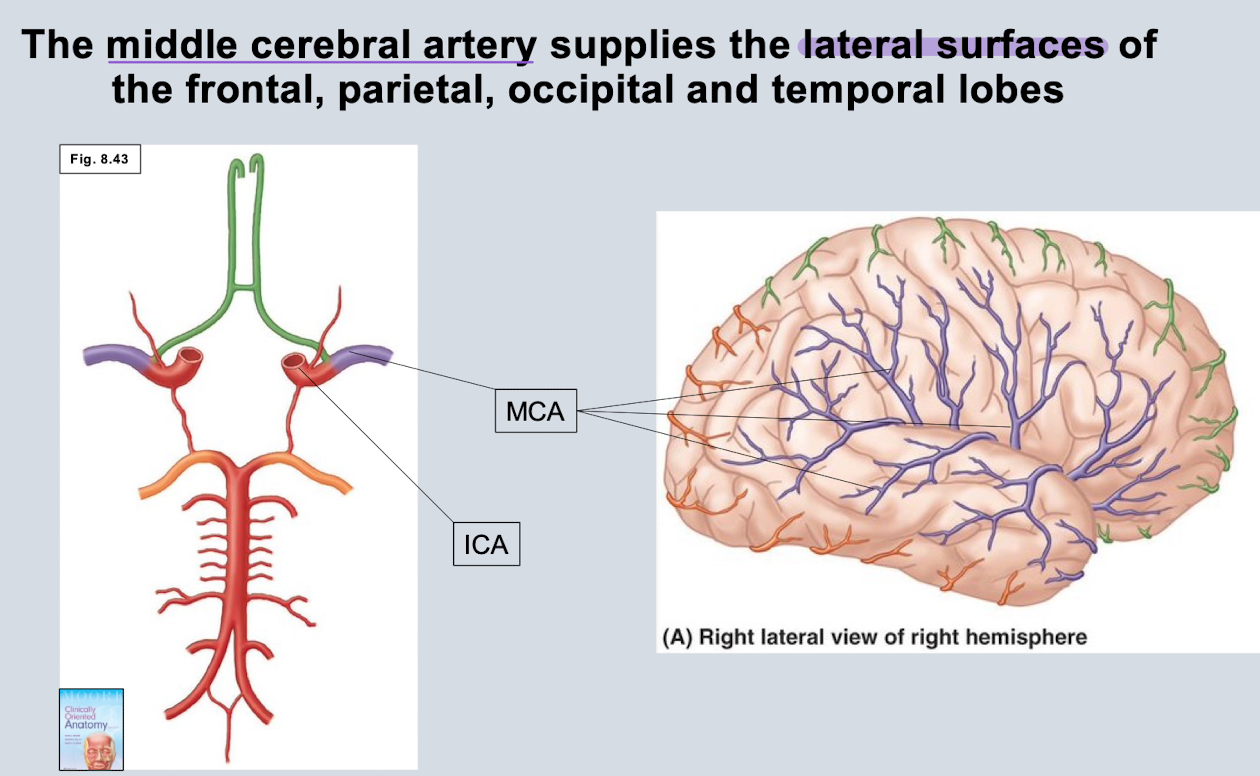 The middle cerebral artery supplies the lateral surfaces of
the frontal, parietal, occipital and temporal lobes
Fig. 8.43
MCA
ICA
(A) Right lateral view of right hemisphere
MOORE
Clinically
Oriented
Anatomy